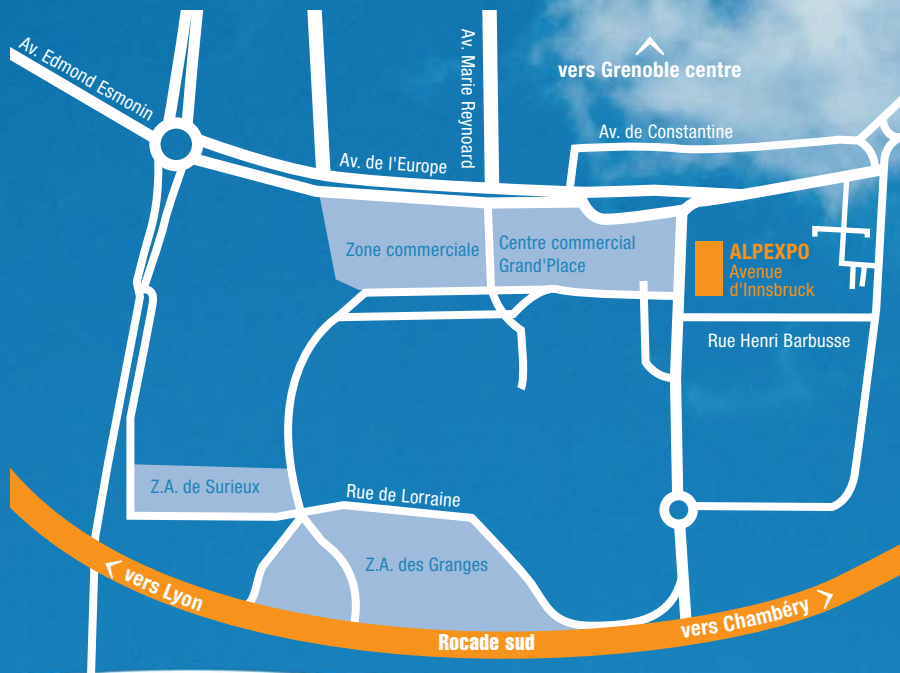 Av. Edmond Esmonin
Av. Marie Reynoard
vers Grenoble centre
Av. de Constantine
Av. de l'Europe
Zone commerciale
Centre commercial
Grand'Place
ALPEXPO
Avenue
d'Innsbruck
Rue Henri Barbusse
Z.A. de Surieux
Rue de Lorraine
Z.A. des Granges
vers Lyon
Rocade sud
vers Chambéry